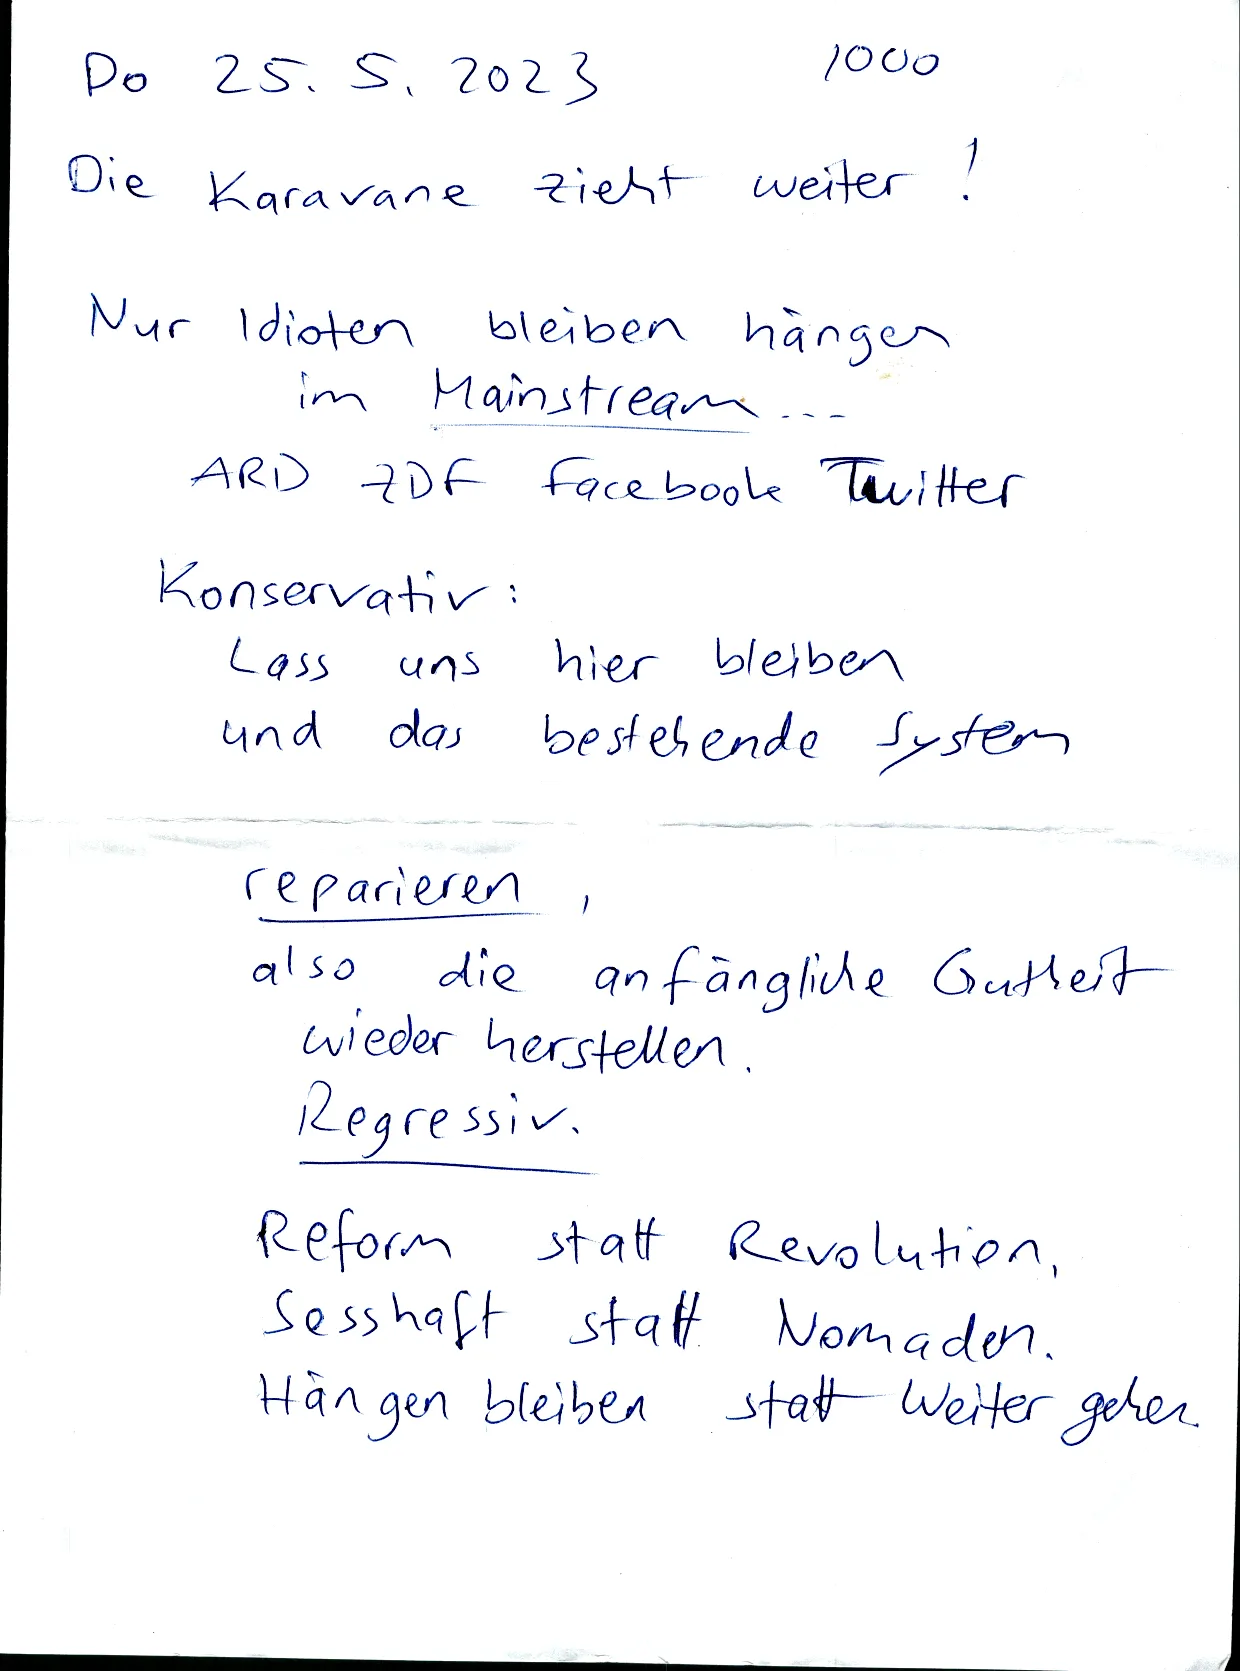 Do 25. 5. 2023 1000
Die Karavane zieht weiter !
Nur Idioten bleiben hängen
im Mainstream ...
ARD ZDF Facebook Twitter
Konservativ :
Lass uns hier bleiben
und das bestehende System
reparieren ,
also die anfängliche Gutheit
wieder herstellen.
Regressiv.
Reform statt Revolution,
Sesshaft statt Nomaden.
Hängen bleiben statt Weiter gehen